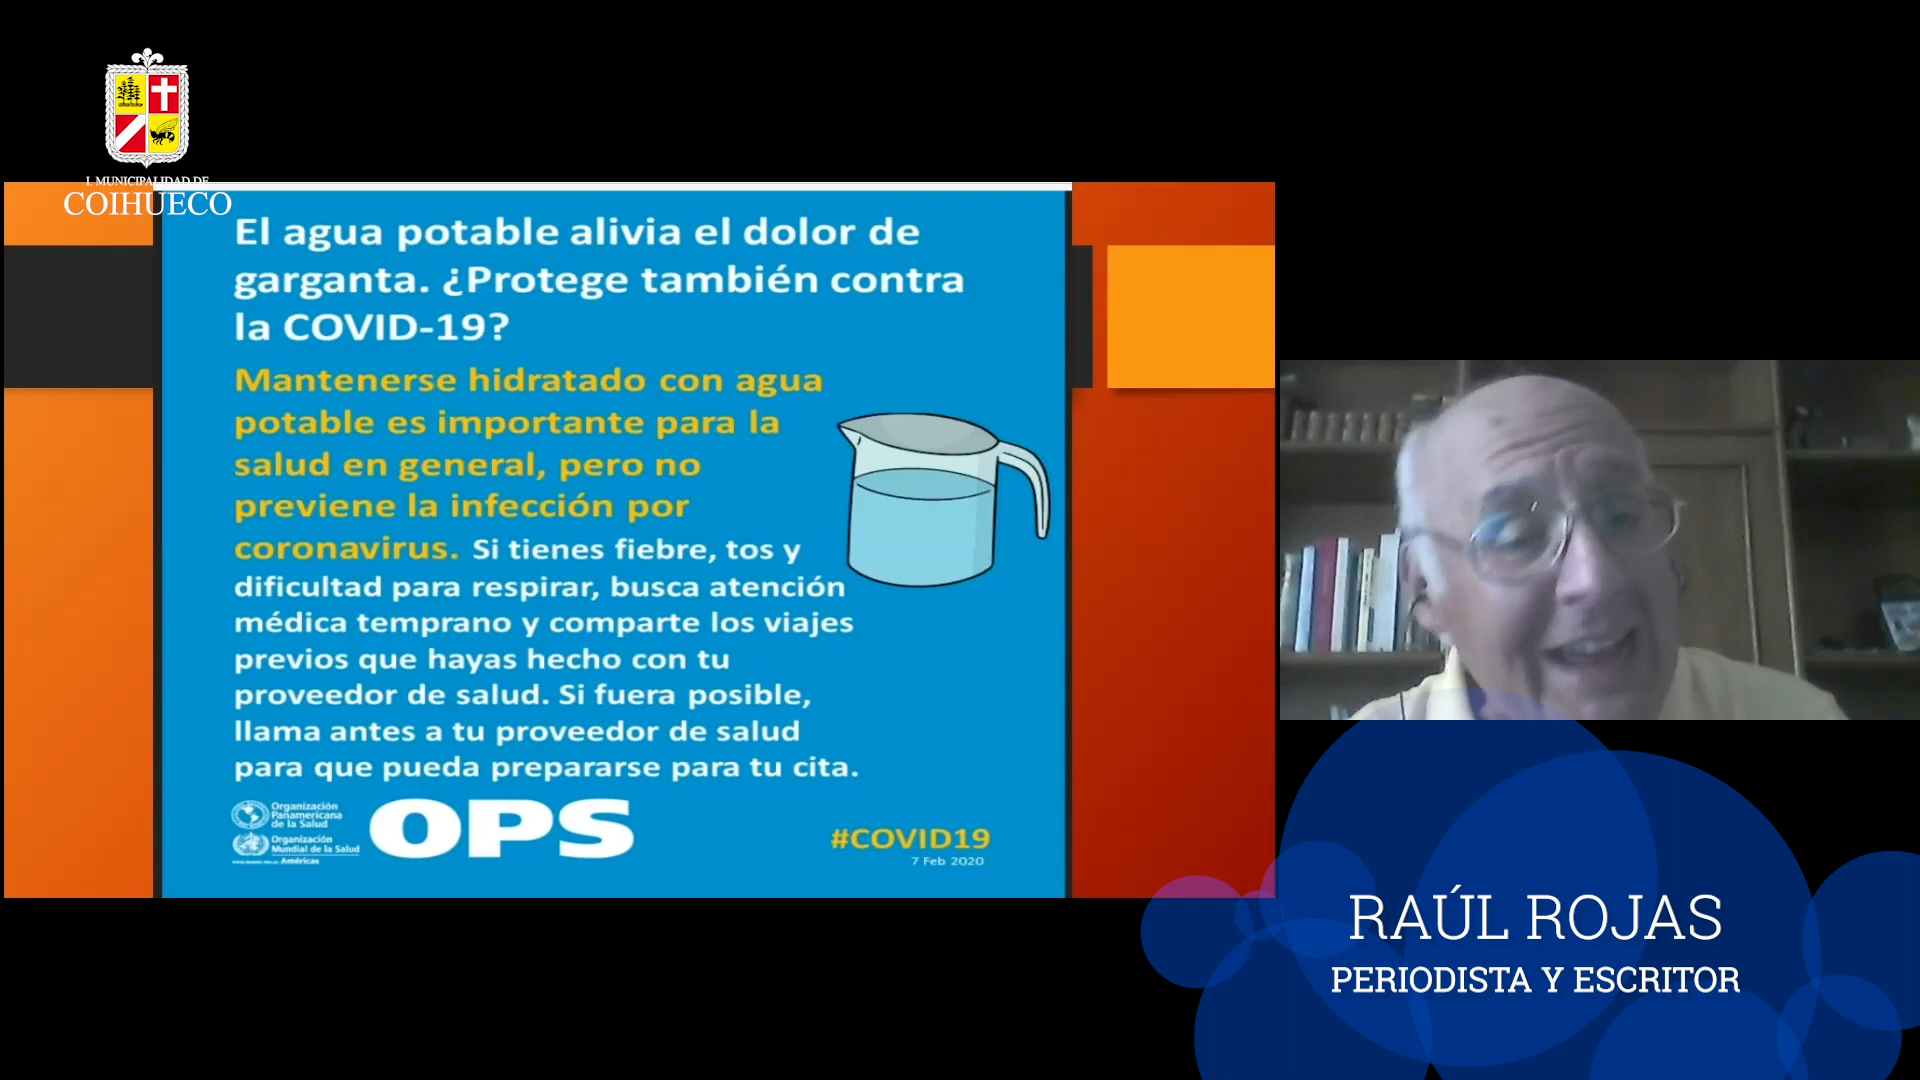 I. MUNICIPALIDAD DE
COIHUECO
El agua potable alivia el dolor de
garganta. ¿Protege también contra
la COVID-19?
Mantenerse hidratado con agua
potable es importante para la
salud en general, pero no
previene la infección por
coronavirus. Si tienes fiebre, tos y
dificultad para respirar, busca atención
médica temprano y comparte los viajes
previos que hayas hecho con tu
proveedor de salud. Si fuera posible,
llama antes a tu proveedor de salud
para que pueda prepararse para tu cita.
Organización
Panamericana
de la Salud
Organización
Mundial de la Salud
Américas
OPS
#COVID19
7 Feb 2020
RAÚL ROJAS
PERIODISTA Y ESCRITOR